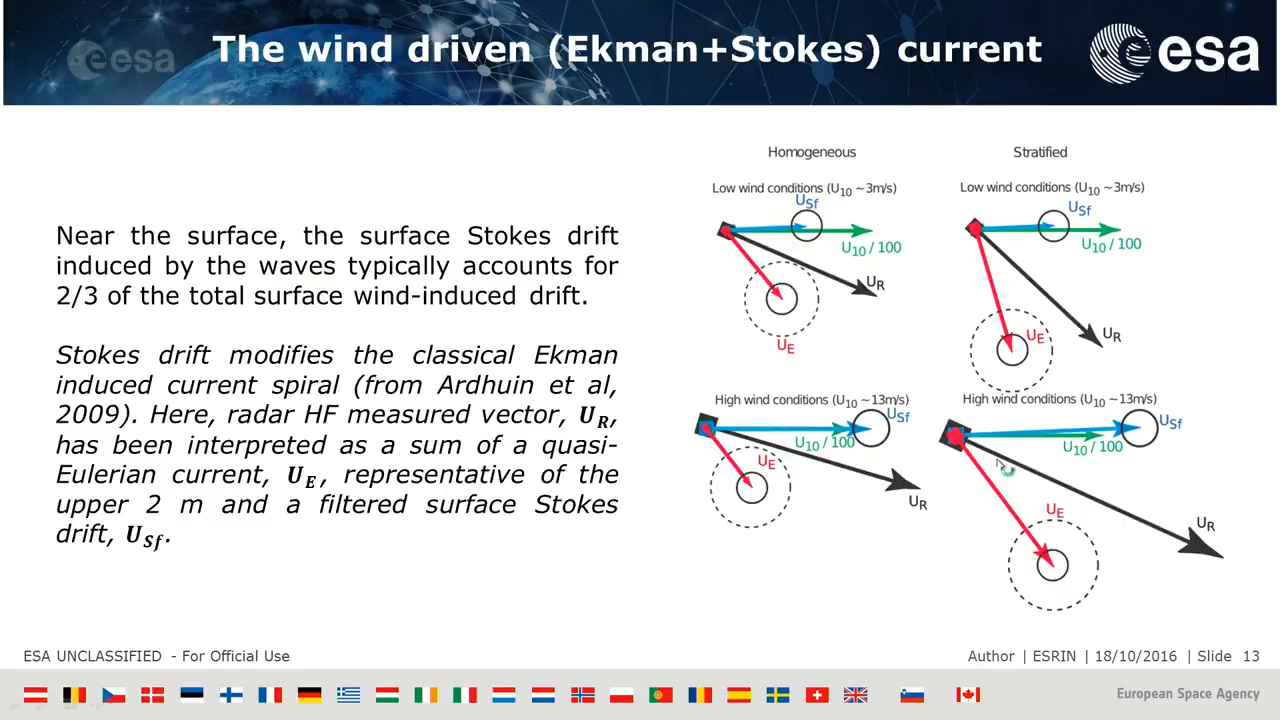 esa
The wind driven (Ekman+Stokes) current
esa
Near the surface, the surface Stokes drift
induced by the waves typically accounts for
2/3 of the total surface wind-induced drift.
Stokes drift modifies the classical Ekman
induced current spiral (from Ardhuin et al,
2009). Here, radar HF measured vector, U_R,
has been interpreted as a sum of a quasi-
Eulerian current, U_E, representative of the
upper 2 m and a filtered surface Stokes
drift, U_Sf.
Homogeneous
Low wind conditions (U10 ~3m/s)
USf
U10 / 100
UR
UE
Stratified
Low wind conditions (U10 ~3m/s)
USf
U10 / 100
UE
UR
High wind conditions (U10 ~13m/s)
USf
U10 / 100
UE
UR
High wind conditions (U10 ~13m/s)
USf
U10 / 100
UE
UR
ESA UNCLASSIFIED - For Official Use
Author | ESRIN | 18/10/2016 | Slide 13
European Space Agency